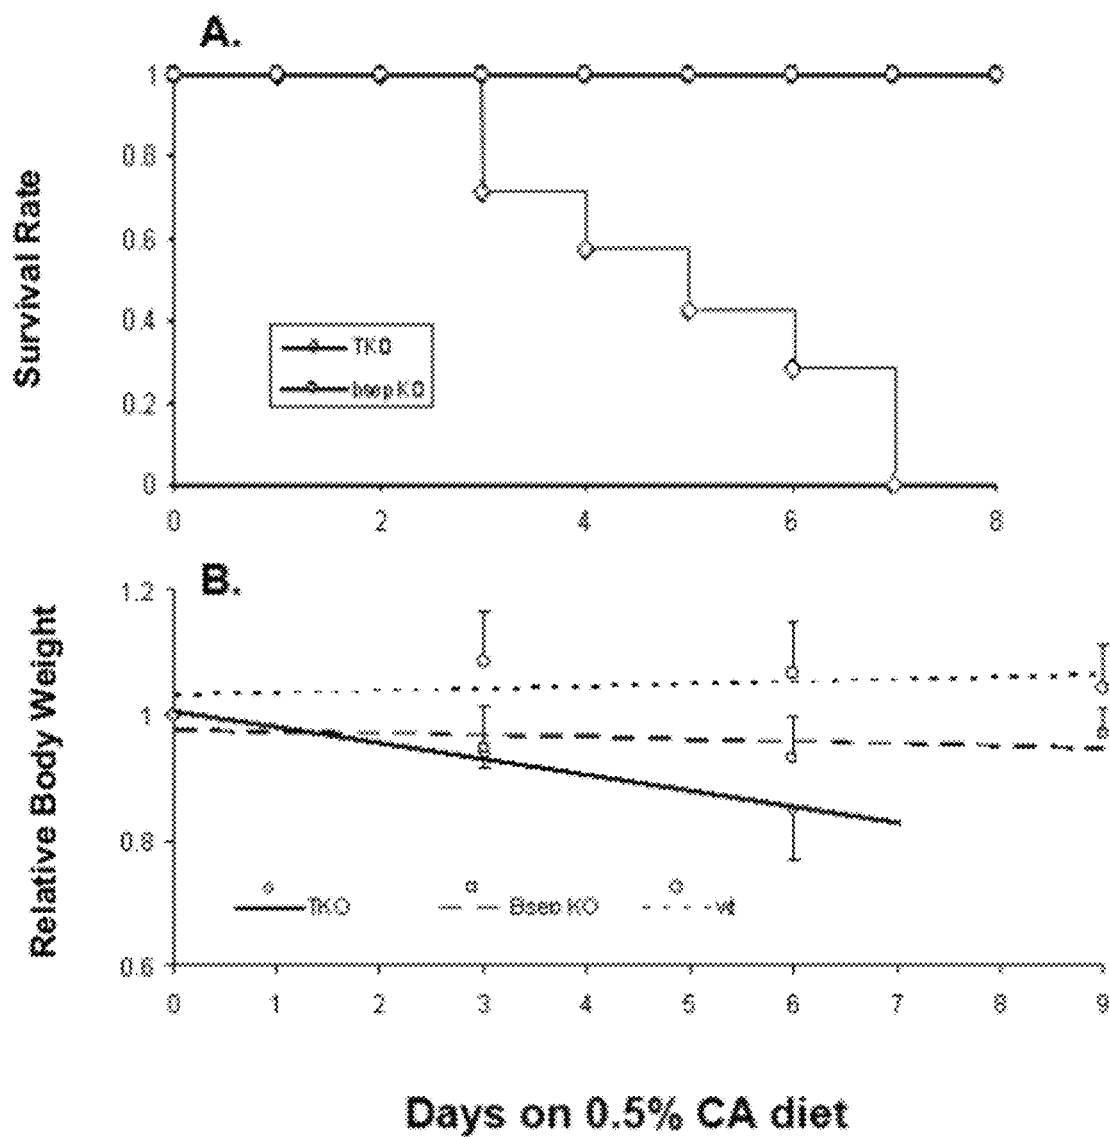 A.
Survival Rate
1
0.8
0.6
0.4
0.2
0
TKO
bsep KO
0 2 4 6 8
B.
Relative Body Weight
1.2
1
0.8
0.6
TKO Bsep KO wt
0 1 2 3 5 6 7 8 9
Days on 0.5% CA diet